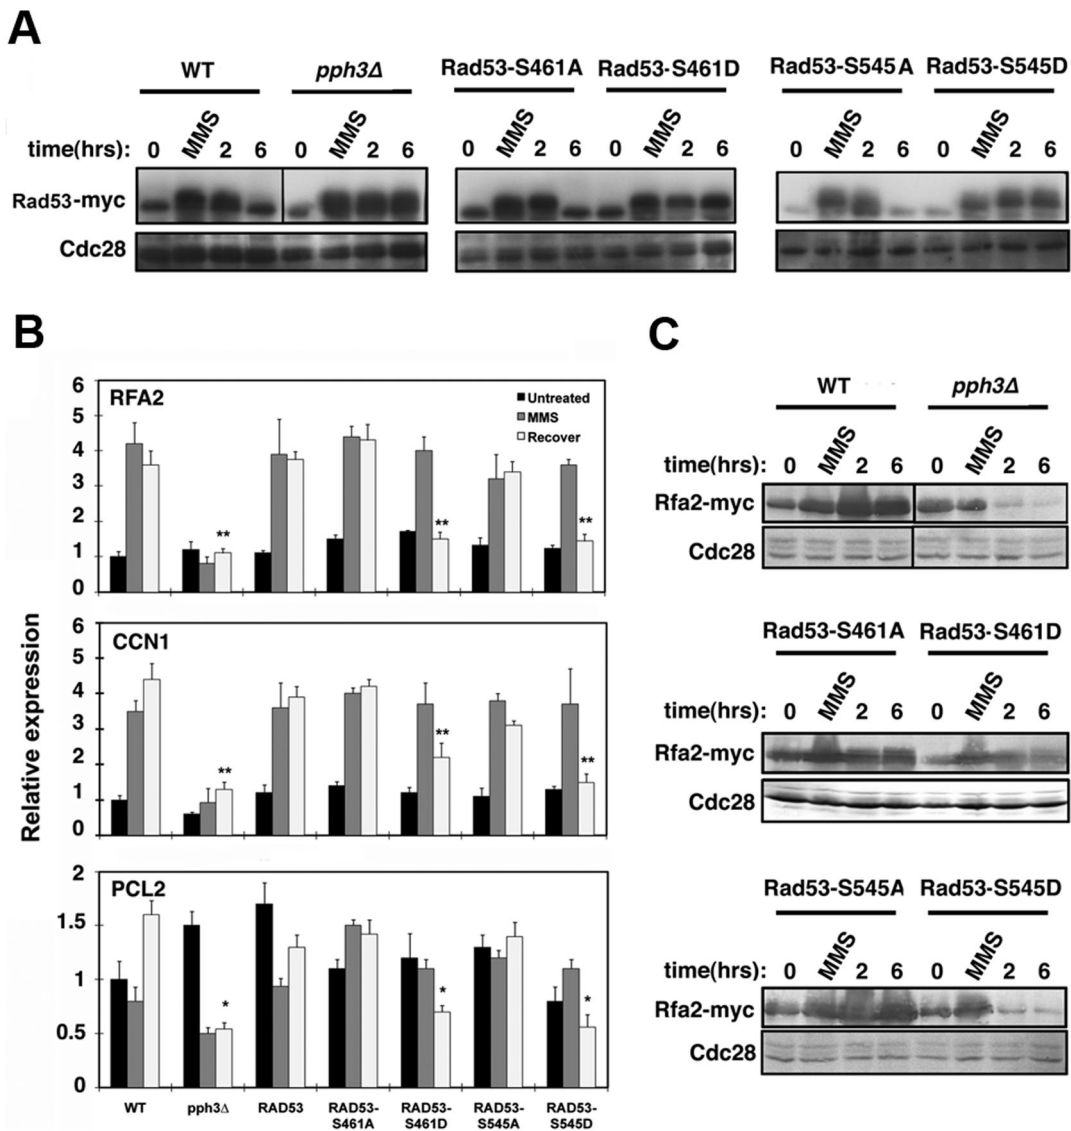 A
WT pph3Δ Rad53-S461A Rad53-S461D Rad53-S545A Rad53-S545D
time(hrs): 0 MMS 2 6 0 MMS 2 6 0 MMS 2 6 0 MMS 2 6 0 MMS 2 6 0 MMS 2 6
Rad53-myc
Cdc28
B
RFA2
6
5
4
3
2
1
0
Untreated
MMS
Recover
** ** **
CCN1
6
5
4
3
2
1
0
** ** **
PCL2
2
1.5
1
0.5
0
* * *
Relative expression
WT pph3Δ RAD53 RAD53-S461A RAD53-S461D RAD53-S545A RAD53-S545D
C
WT pph3Δ
time(hrs): 0 MMS 2 6 0 MMS 2 6
Rfa2-myc
Cdc28
Rad53-S461A Rad53-S461D
time(hrs): 0 MMS 2 6 0 MMS 2 6
Rfa2-myc
Cdc28
Rad53-S545A Rad53-S545D
time(hrs): 0 MMS 2 6 0 MMS 2 6
Rfa2-myc
Cdc28